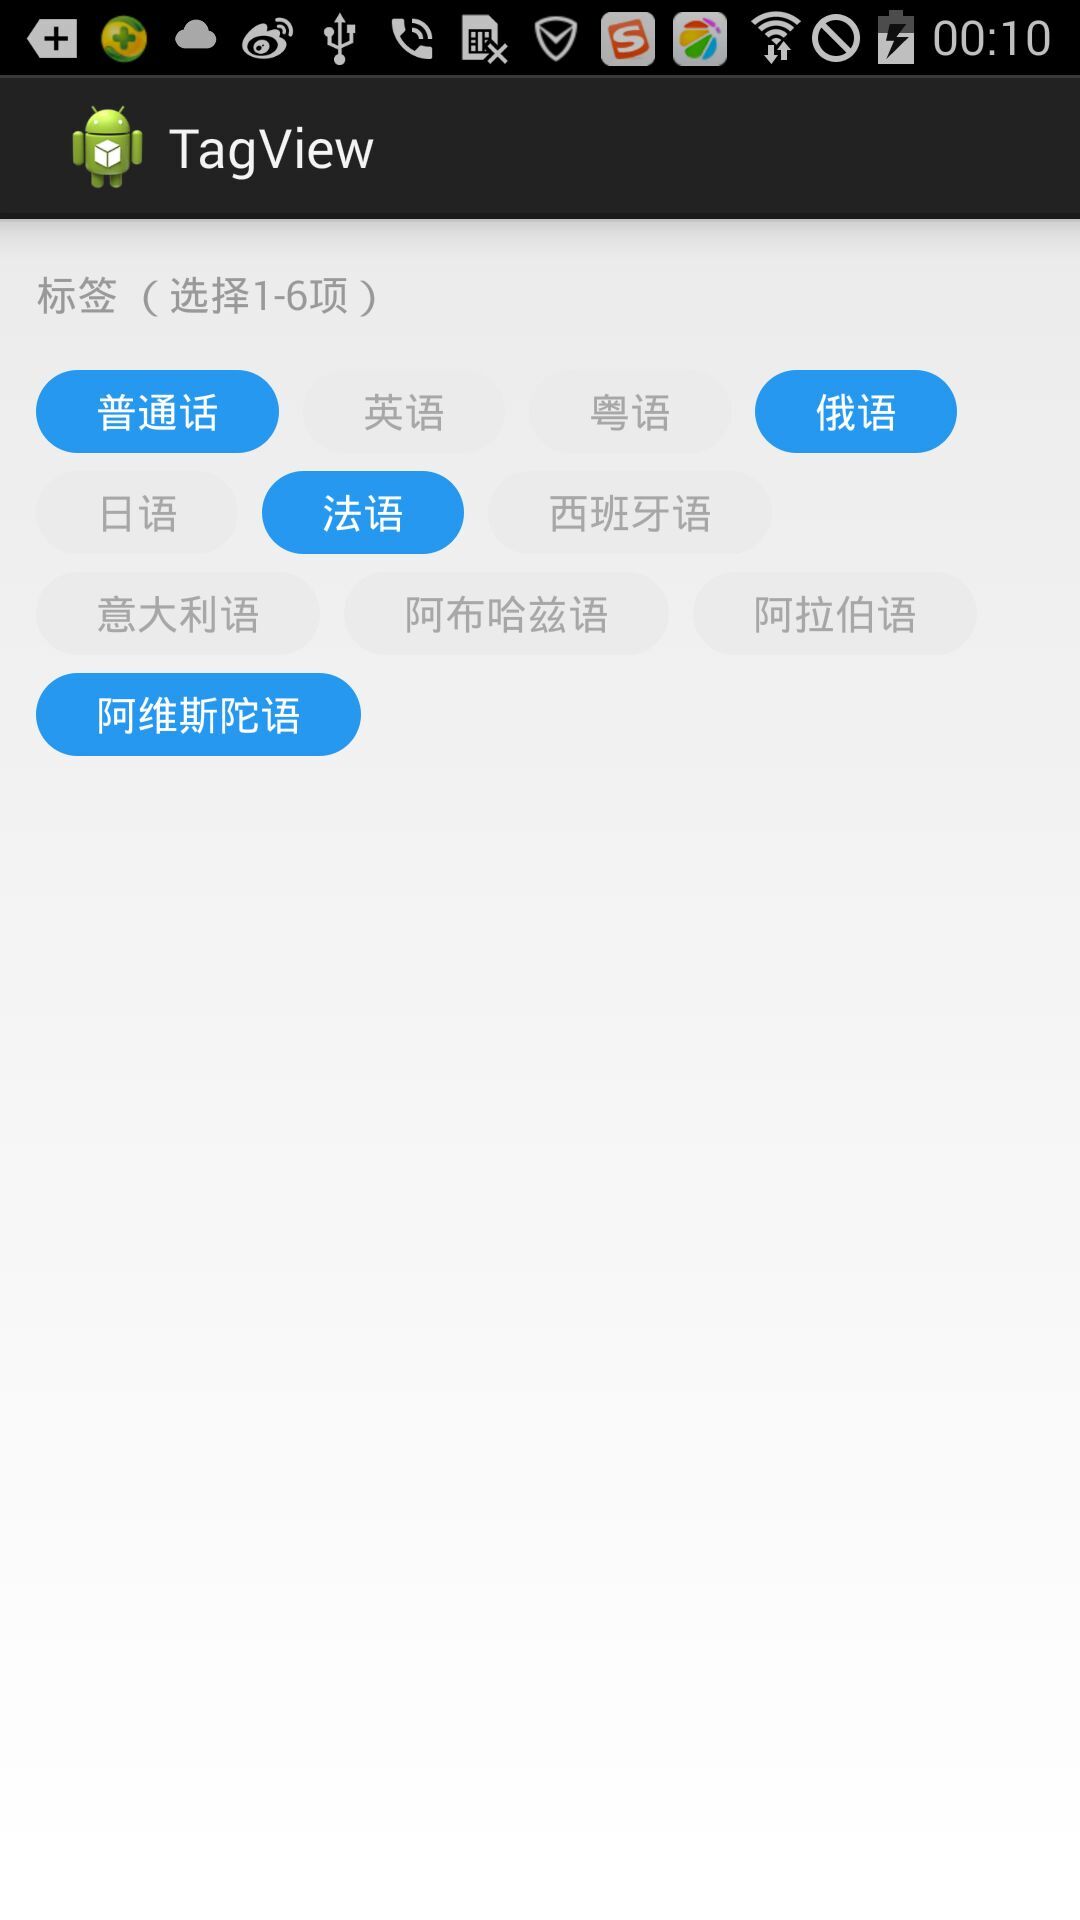 00:10
TagView
标签 （选择1-6项）
普通话 英语 粤语 俄语
日语 法语 西班牙语
意大利语 阿布哈兹语 阿拉伯语
阿维斯陀语